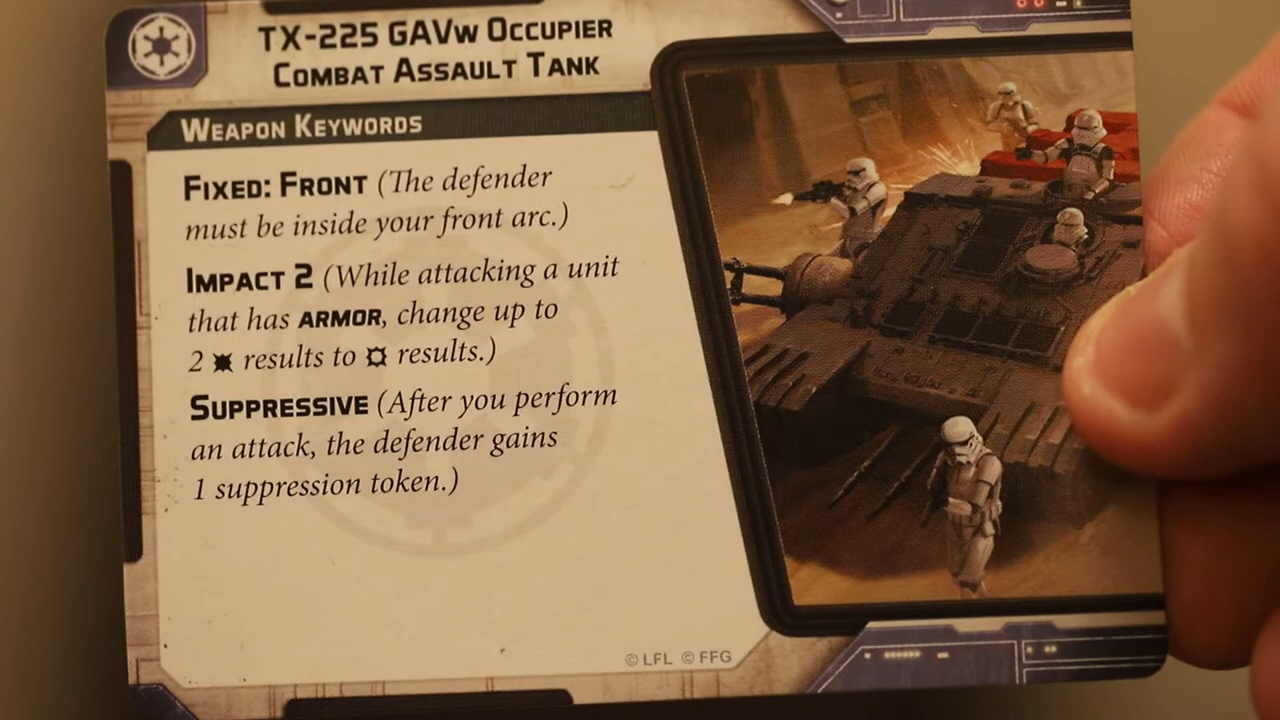 TX-225 GAVw Occupier
Combat Assault Tank
Weapon Keywords
Fixed: Front (The defender
must be inside your front arc.)
Impact 2 (While attacking a unit
that has ARMOR, change up to
2 results to results.)
Suppressive (After you perform
an attack, the defender gains
1 suppression token.)
© LFL © FFG